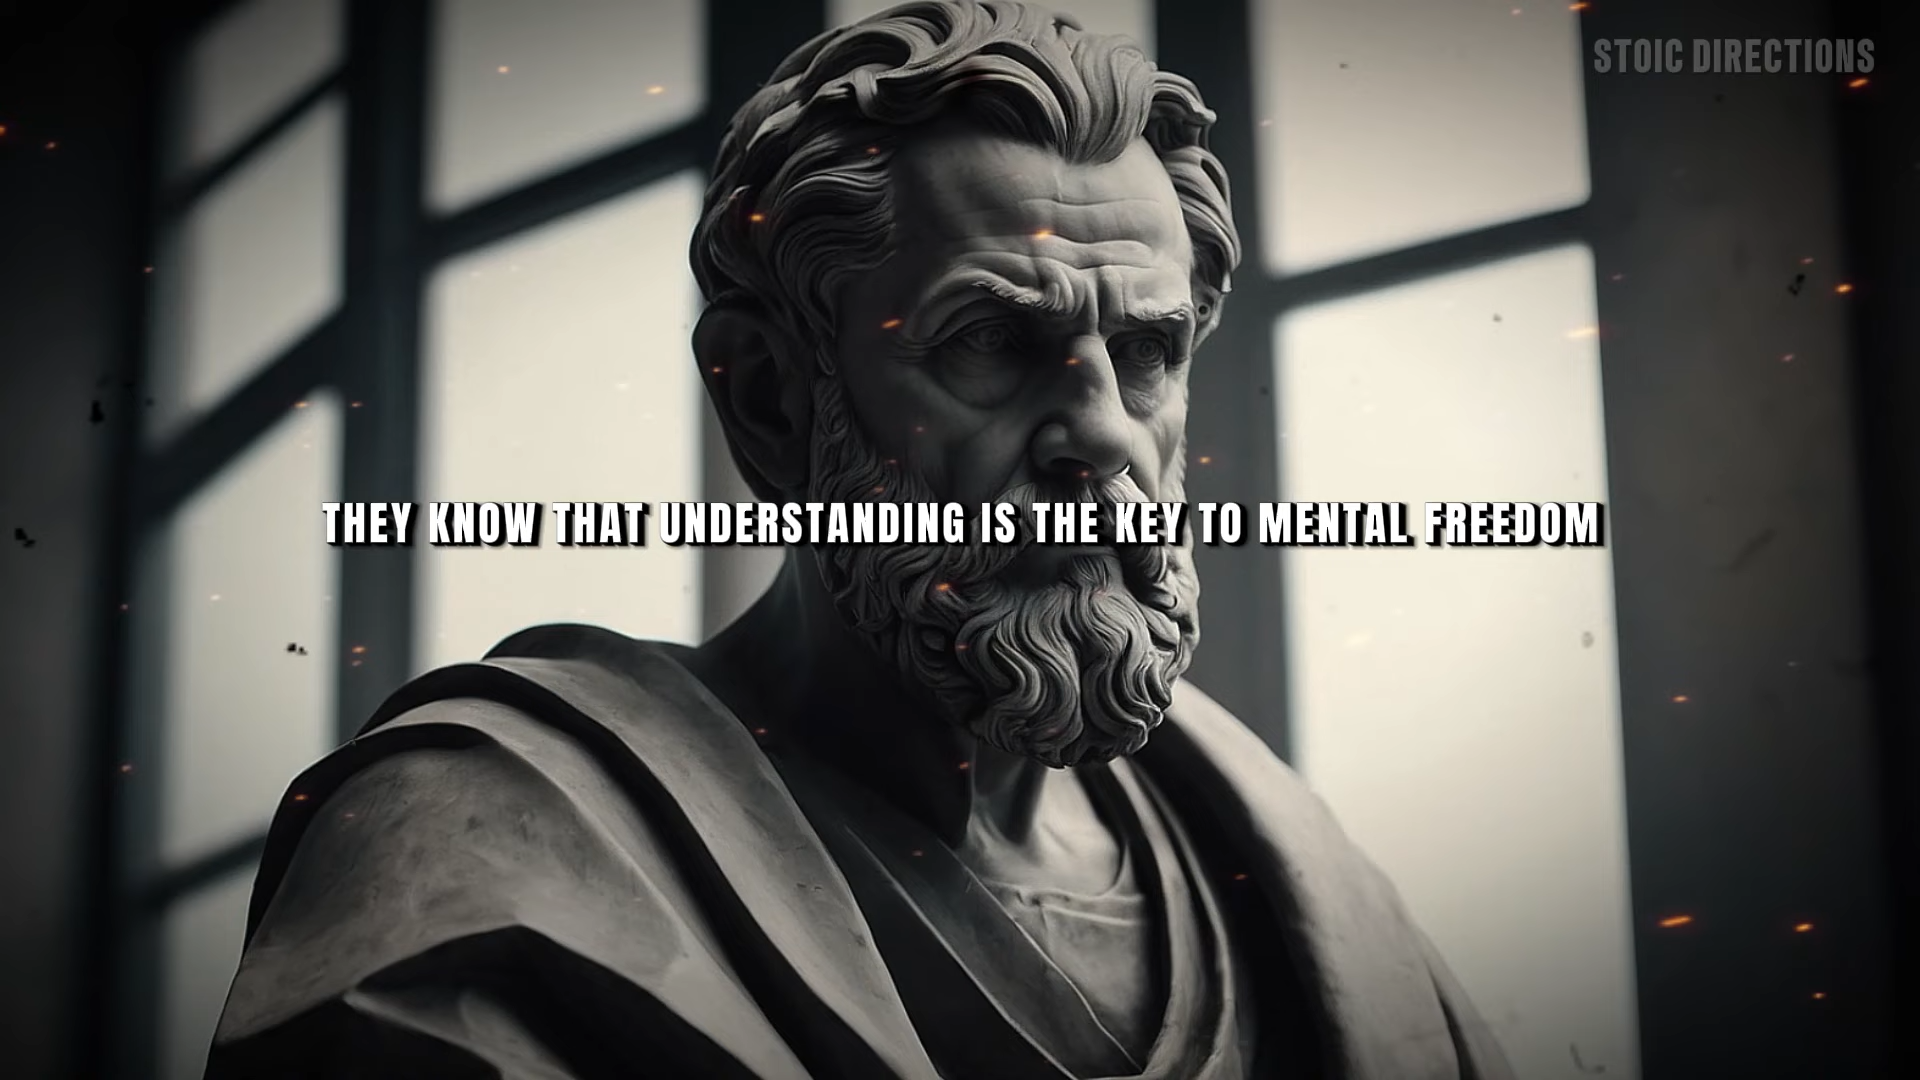 STOIC DIRECTIONS
THEY KNOW THAT UNDERSTANDING IS THE KEY TO MENTAL FREEDOM